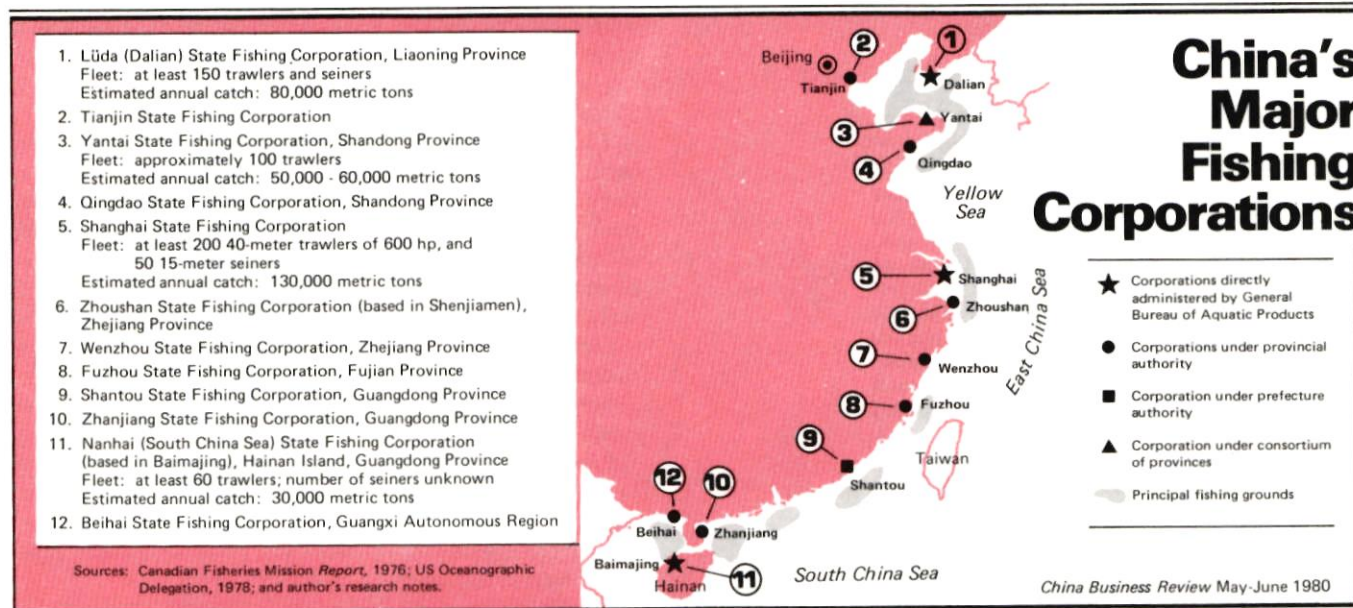 1. Lüda (Dalian) State Fishing Corporation, Liaoning Province
Fleet: at least 150 trawlers and seiners
Estimated annual catch: 80,000 metric tons
2. Tianjin State Fishing Corporation
3. Yantai State Fishing Corporation, Shandong Province
Fleet: approximately 100 trawlers
Estimated annual catch: 50,000 - 60,000 metric tons
4. Qingdao State Fishing Corporation, Shandong Province
5. Shanghai State Fishing Corporation
Fleet: at least 200 40-meter trawlers of 600 hp, and
50 15-meter seiners
Estimated annual catch: 130,000 metric tons
6. Zhoushan State Fishing Corporation (based in Shenjiamen),
Zhejiang Province
7. Wenzhou State Fishing Corporation, Zhejiang Province
8. Fuzhou State Fishing Corporation, Fujian Province
9. Shantou State Fishing Corporation, Guangdong Province
10. Zhanjiang State Fishing Corporation, Guangdong Province
11. Nanhai (South China Sea) State Fishing Corporation
(based in Baimajing), Hainan Island, Guangdong Province
Fleet: at least 60 trawlers; number of seiners unknown
Estimated annual catch: 30,000 metric tons
12. Beihai State Fishing Corporation, Guangxi Autonomous Region
Sources: Canadian Fisheries Mission Report, 1976; US Oceanographic
Delegation, 1978; and author's research notes.
Beijing
2
1
Tianjin
Dalian
3
Yantai
4
Qingdao
Yellow
Sea
5
Shanghai
6
Zhoushan
East China Sea
7
Wenzhou
8
Fuzhou
9
Taiwan
Shantou
12
10
Beihai
Zhanjiang
Baimajing
Hainan
11
South China Sea
China's
Major
Fishing
Corporations
Corporations directly
administered by General
Bureau of Aquatic Products
Corporations under provincial
authority
Corporation under prefecture
authority
Corporation under consortium
of provinces
Principal fishing grounds
China Business Review May-June 1980